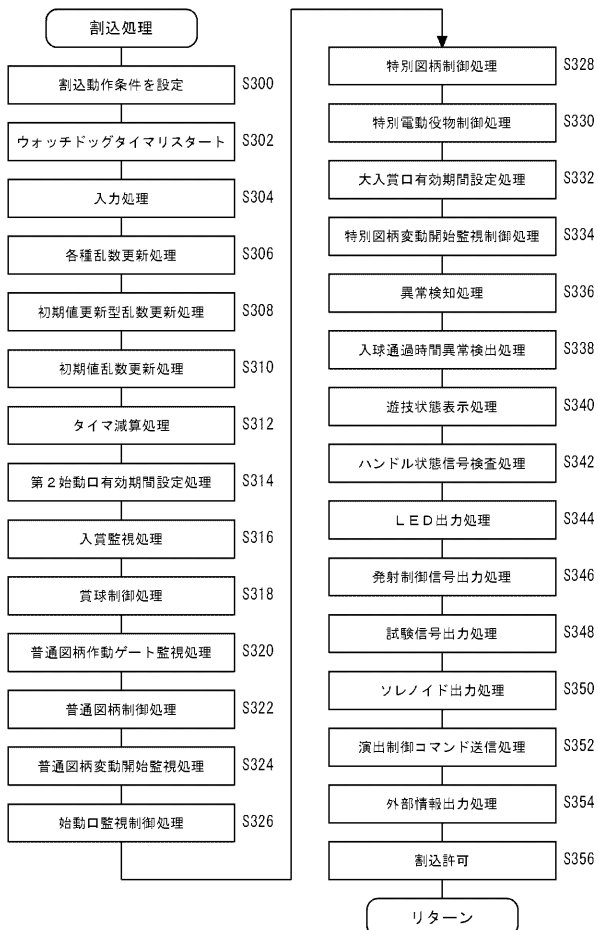 割込処理
割込動作条件を設定 S300
ウォッチドッグタイマリスタート S302
入力処理 S304
各種乱数更新処理 S306
初期値更新型乱数更新処理 S308
初期値乱数更新処理 S310
タイマ減算処理 S312
第2始動口有効期間設定処理 S314
入賞監視処理 S316
賞球制御処理 S318
普通図柄作動ゲート監視処理 S320
普通図柄制御処理 S322
普通図柄変動開始監視処理 S324
始動口監視制御処理 S326
特別図柄制御処理 S328
特別電動役物制御処理 S330
大入賞口有効期間設定処理 S332
特別図柄変動開始監視制御処理 S334
異常検知処理 S336
入球通過時間異常検出処理 S338
遊技状態表示処理 S340
ハンドル状態信号検査処理 S342
LED出力処理 S344
発射制御信号出力処理 S346
試験信号出力処理 S348
ソレノイド出力処理 S350
演出制御コマンド送信処理 S352
外部情報出力処理 S354
割込許可 S356
リターン